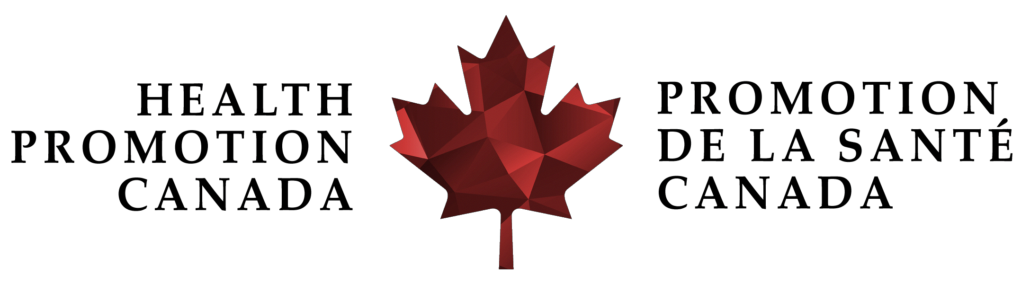 HEALTH
PROMOTION
CANADA
PROMOTION
DE LA SANTÉ
CANADA